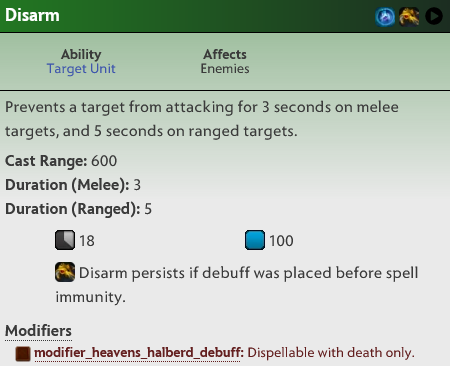 Disarm
Ability
Target Unit
Affects
Enemies
Prevents a target from attacking for 3 seconds on melee
targets, and 5 seconds on ranged targets.
Cast Range: 600
Duration (Melee): 3
Duration (Ranged): 5
18
100
Disarm persists if debuff was placed before spell
immunity.
Modifiers
modifier_heavens_halberd_debuff: Dispellable with death only.